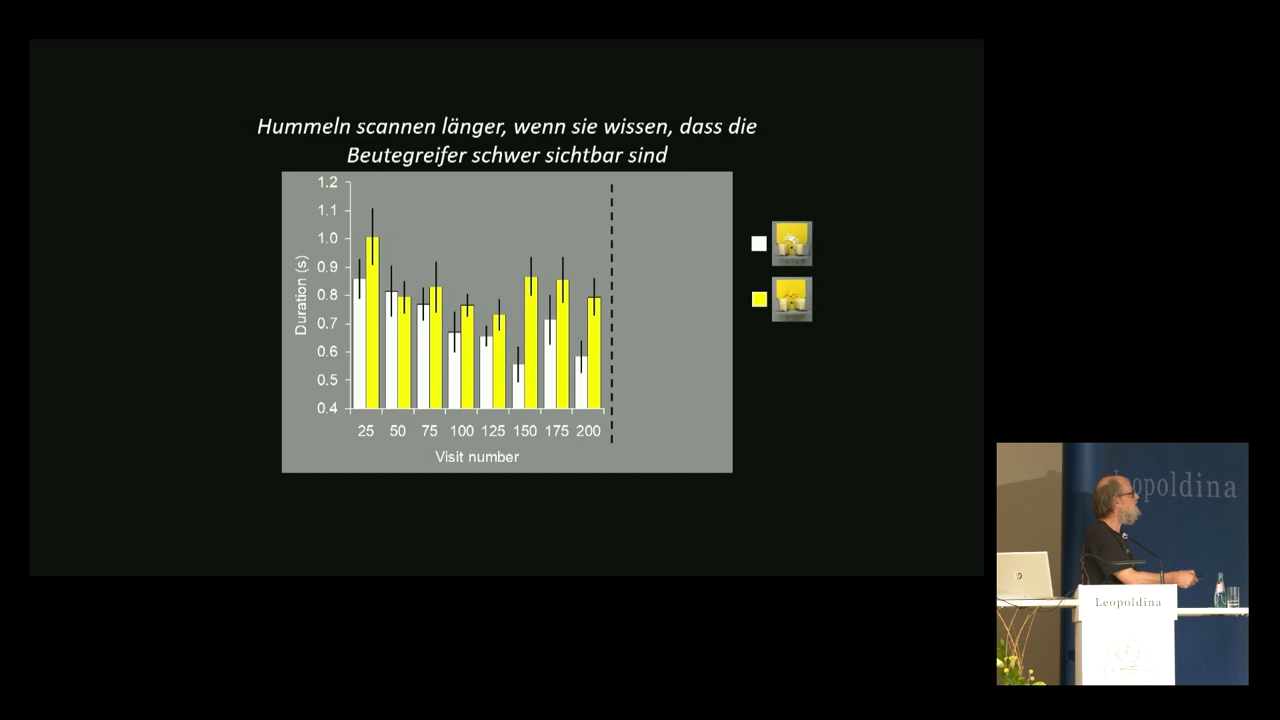 Hummeln scannen länger, wenn sie wissen, dass die
Beutegreifer schwer sichtbar sind
1.2
1.1
1.0
0.9
0.8
0.7
0.6
0.5
0.4
Duration (s)
25 50 75 100 125 150 175 200
Visit number
Leopoldina
Leopoldina